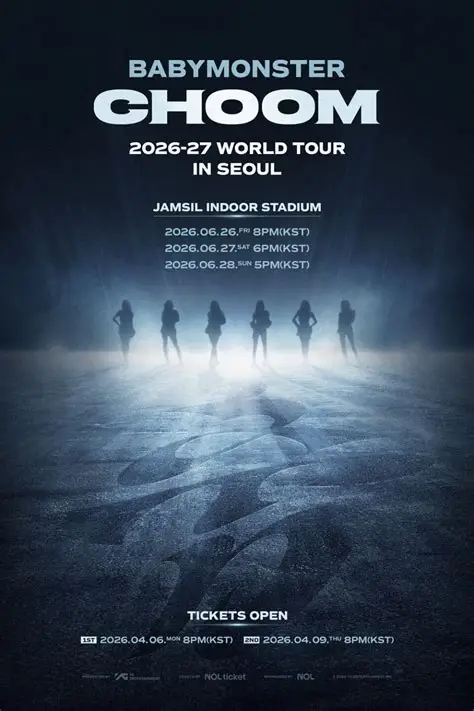 BABYMONSTER
CHOOM
2026-27 WORLD TOUR
IN SEOUL
JAMSIL INDOOR STADIUM
2026.06.26.FRI 8PM(KST)
2026.06.27.SAT 6PM(KST)
2026.06.28.SUN 5PM(KST)
TICKETS OPEN
1ST 2026.04.06.MON 8PM(KST) 2ND 2026.04.09.THU 8PM(KST)
YG NOL ticket NOL